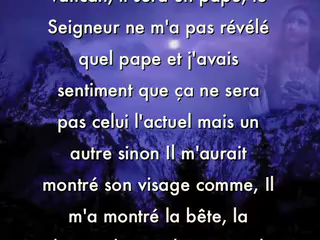 Vatican, il sera un pape, le
Seigneur ne m'a pas révélé
quel pape et j'avais
sentiment que ça ne sera
pas celui l'actuel mais un
autre sinon Il m'aurait
montré son visage comme, Il
m'a montré la bête, la